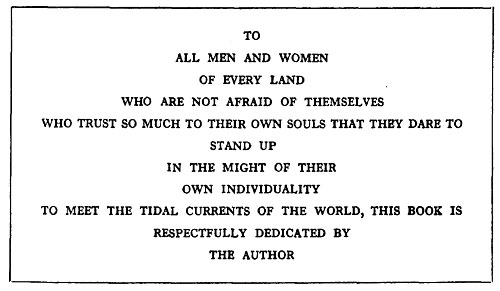 TO
ALL MEN AND WOMEN
OF EVERY LAND
WHO ARE NOT AFRAID OF THEMSELVES
WHO TRUST SO MUCH TO THEIR OWN SOULS THAT THEY DARE TO
STAND UP
IN THE MIGHT OF THEIR
OWN INDIVIDUALITY
TO MEET THE TIDAL CURRENTS OF THE WORLD, THIS BOOK IS
RESPECTFULLY DEDICATED BY
THE AUTHOR